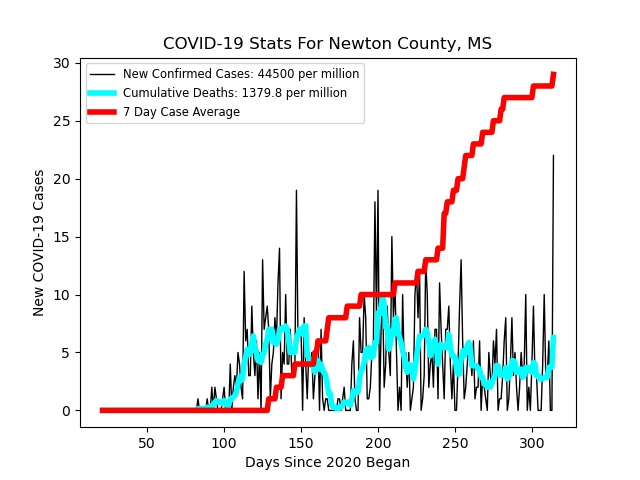 COVID-19 Stats For Newton County, MS
New Confirmed Cases: 44500 per million
Cumulative Deaths: 1379.8 per million
7 Day Case Average
New COVID-19 Cases
30
25
20
15
10
5
0
50 100 150 200 250 300
Days Since 2020 Began